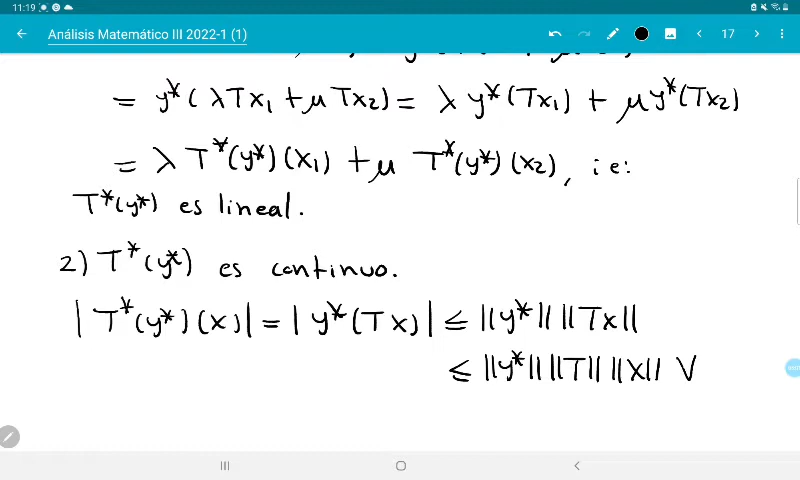 11:19
Análisis Matemático III 2022-1 (1)
17
= y*(λTx₁ + μTx₂) = λ y*(Tx₁) + μ y*(Tx₂)
= λ T*(y*)(x₁) + μ T*(y*)(x₂), ie:
T*(y*) es lineal.
2) T*(y*) es continuo.
|T*(y*)(x)| = |y*(Tx)| ≤ ||y*|| ||Tx||
≤ ||y*|| ||T|| ||x|| V